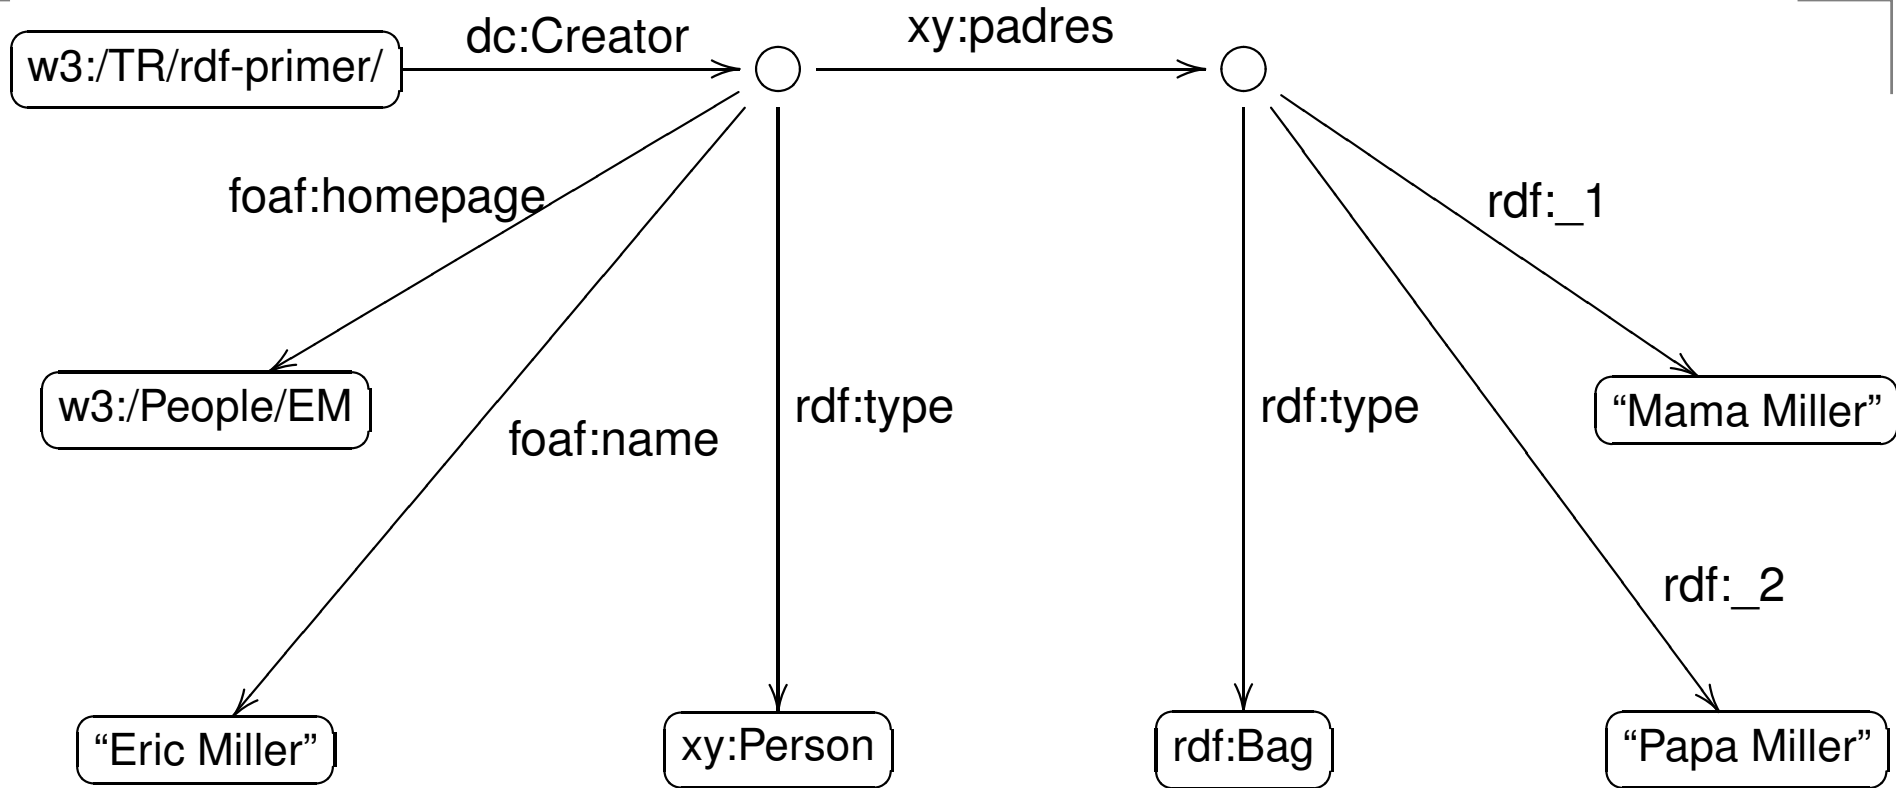 dc:Creator
xy:padres
w3:/TR/rdf-primer/
foaf:homepage
rdf:_1
w3:/People/EM
foaf:name
rdf:type
rdf:type
“Mama Miller”
rdf:_2
“Eric Miller”
xy:Person
rdf:Bag
“Papa Miller”